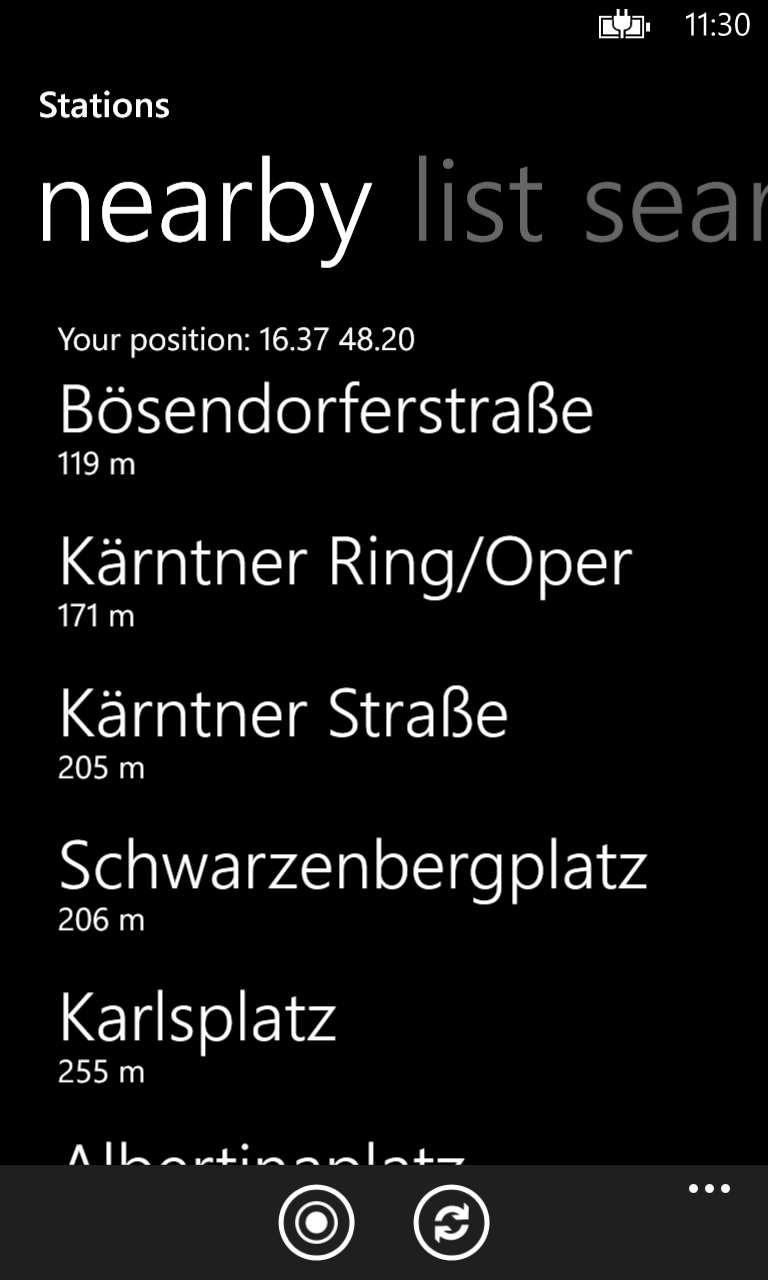 11:30
Stations
nearby list sear
Your position: 16.37 48.20
Bösendorferstraße
119 m
Kärntner Ring/Oper
171 m
Kärntner Straße
205 m
Schwarzenbergplatz
206 m
Karlsplatz
255 m
Albertinaplatz